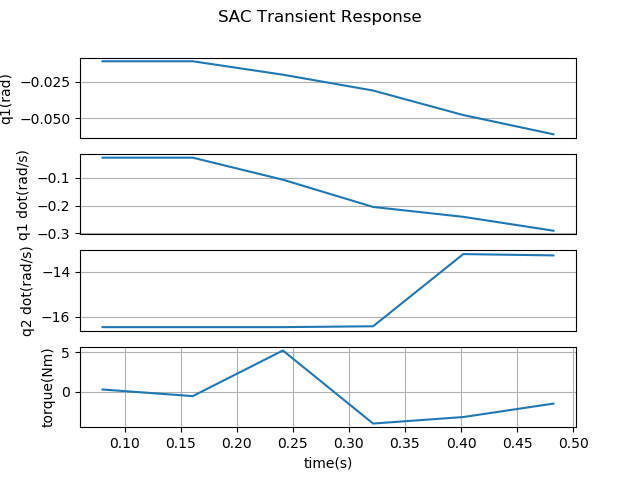 SAC Transient Response
q1(rad)
−0.025
−0.050
q1 dot(rad/s)
−0.1
−0.2
−0.3
q2 dot(rad/s)
−14
−16
torque(Nm)
5
0
0.10 0.15 0.20 0.25 0.30 0.35 0.40 0.45 0.50
time(s)